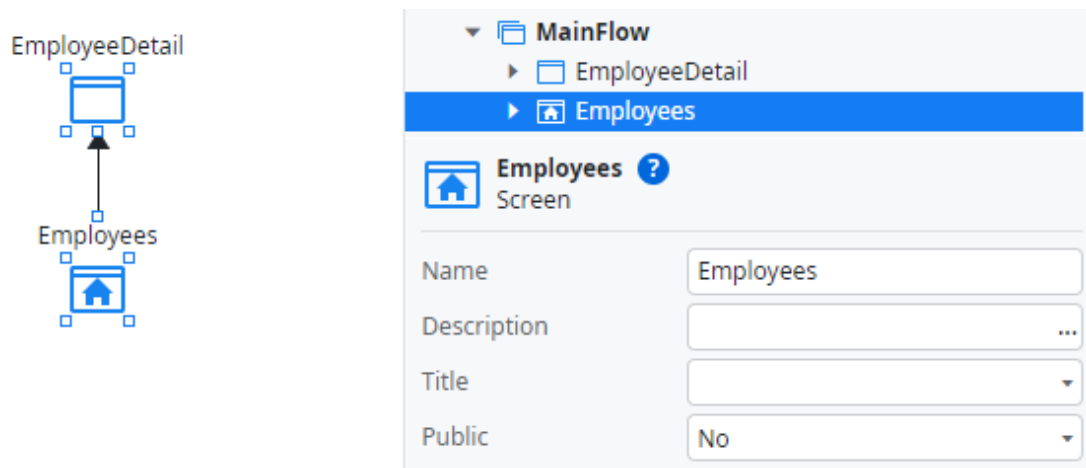 EmployeeDetail
Employees
MainFlow
EmployeeDetail
Employees
Employees ?
Screen
Name Employees
Description ...
Title
Public No